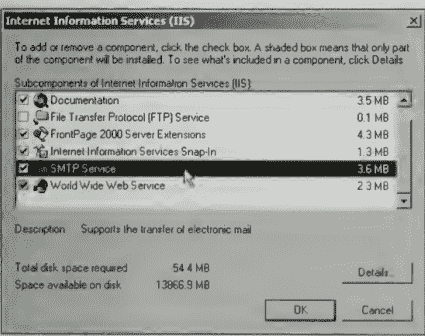 Internet Information Services (IIS)
To add or remove a component, click the check box. A shaded box means that only part
of the component will be installed. To see what's included in a component, click Details
Subcomponents of Internet Information Services (IIS)
Documentation 3.5 MB
File Transfer Protocol (FTP) Service 0.1 MB
FrontPage 2000 Server Extensions 4.3 MB
Internet Information Services Snap-In 1.3 MB
SMTP Service 3.6 MB
World Wide Web Service 2.3 MB
Description Supports the transfer of electronic mail
Total disk space required 54.4 MB
Space available on disk 13866.9 MB
Details...
OK
Cancel